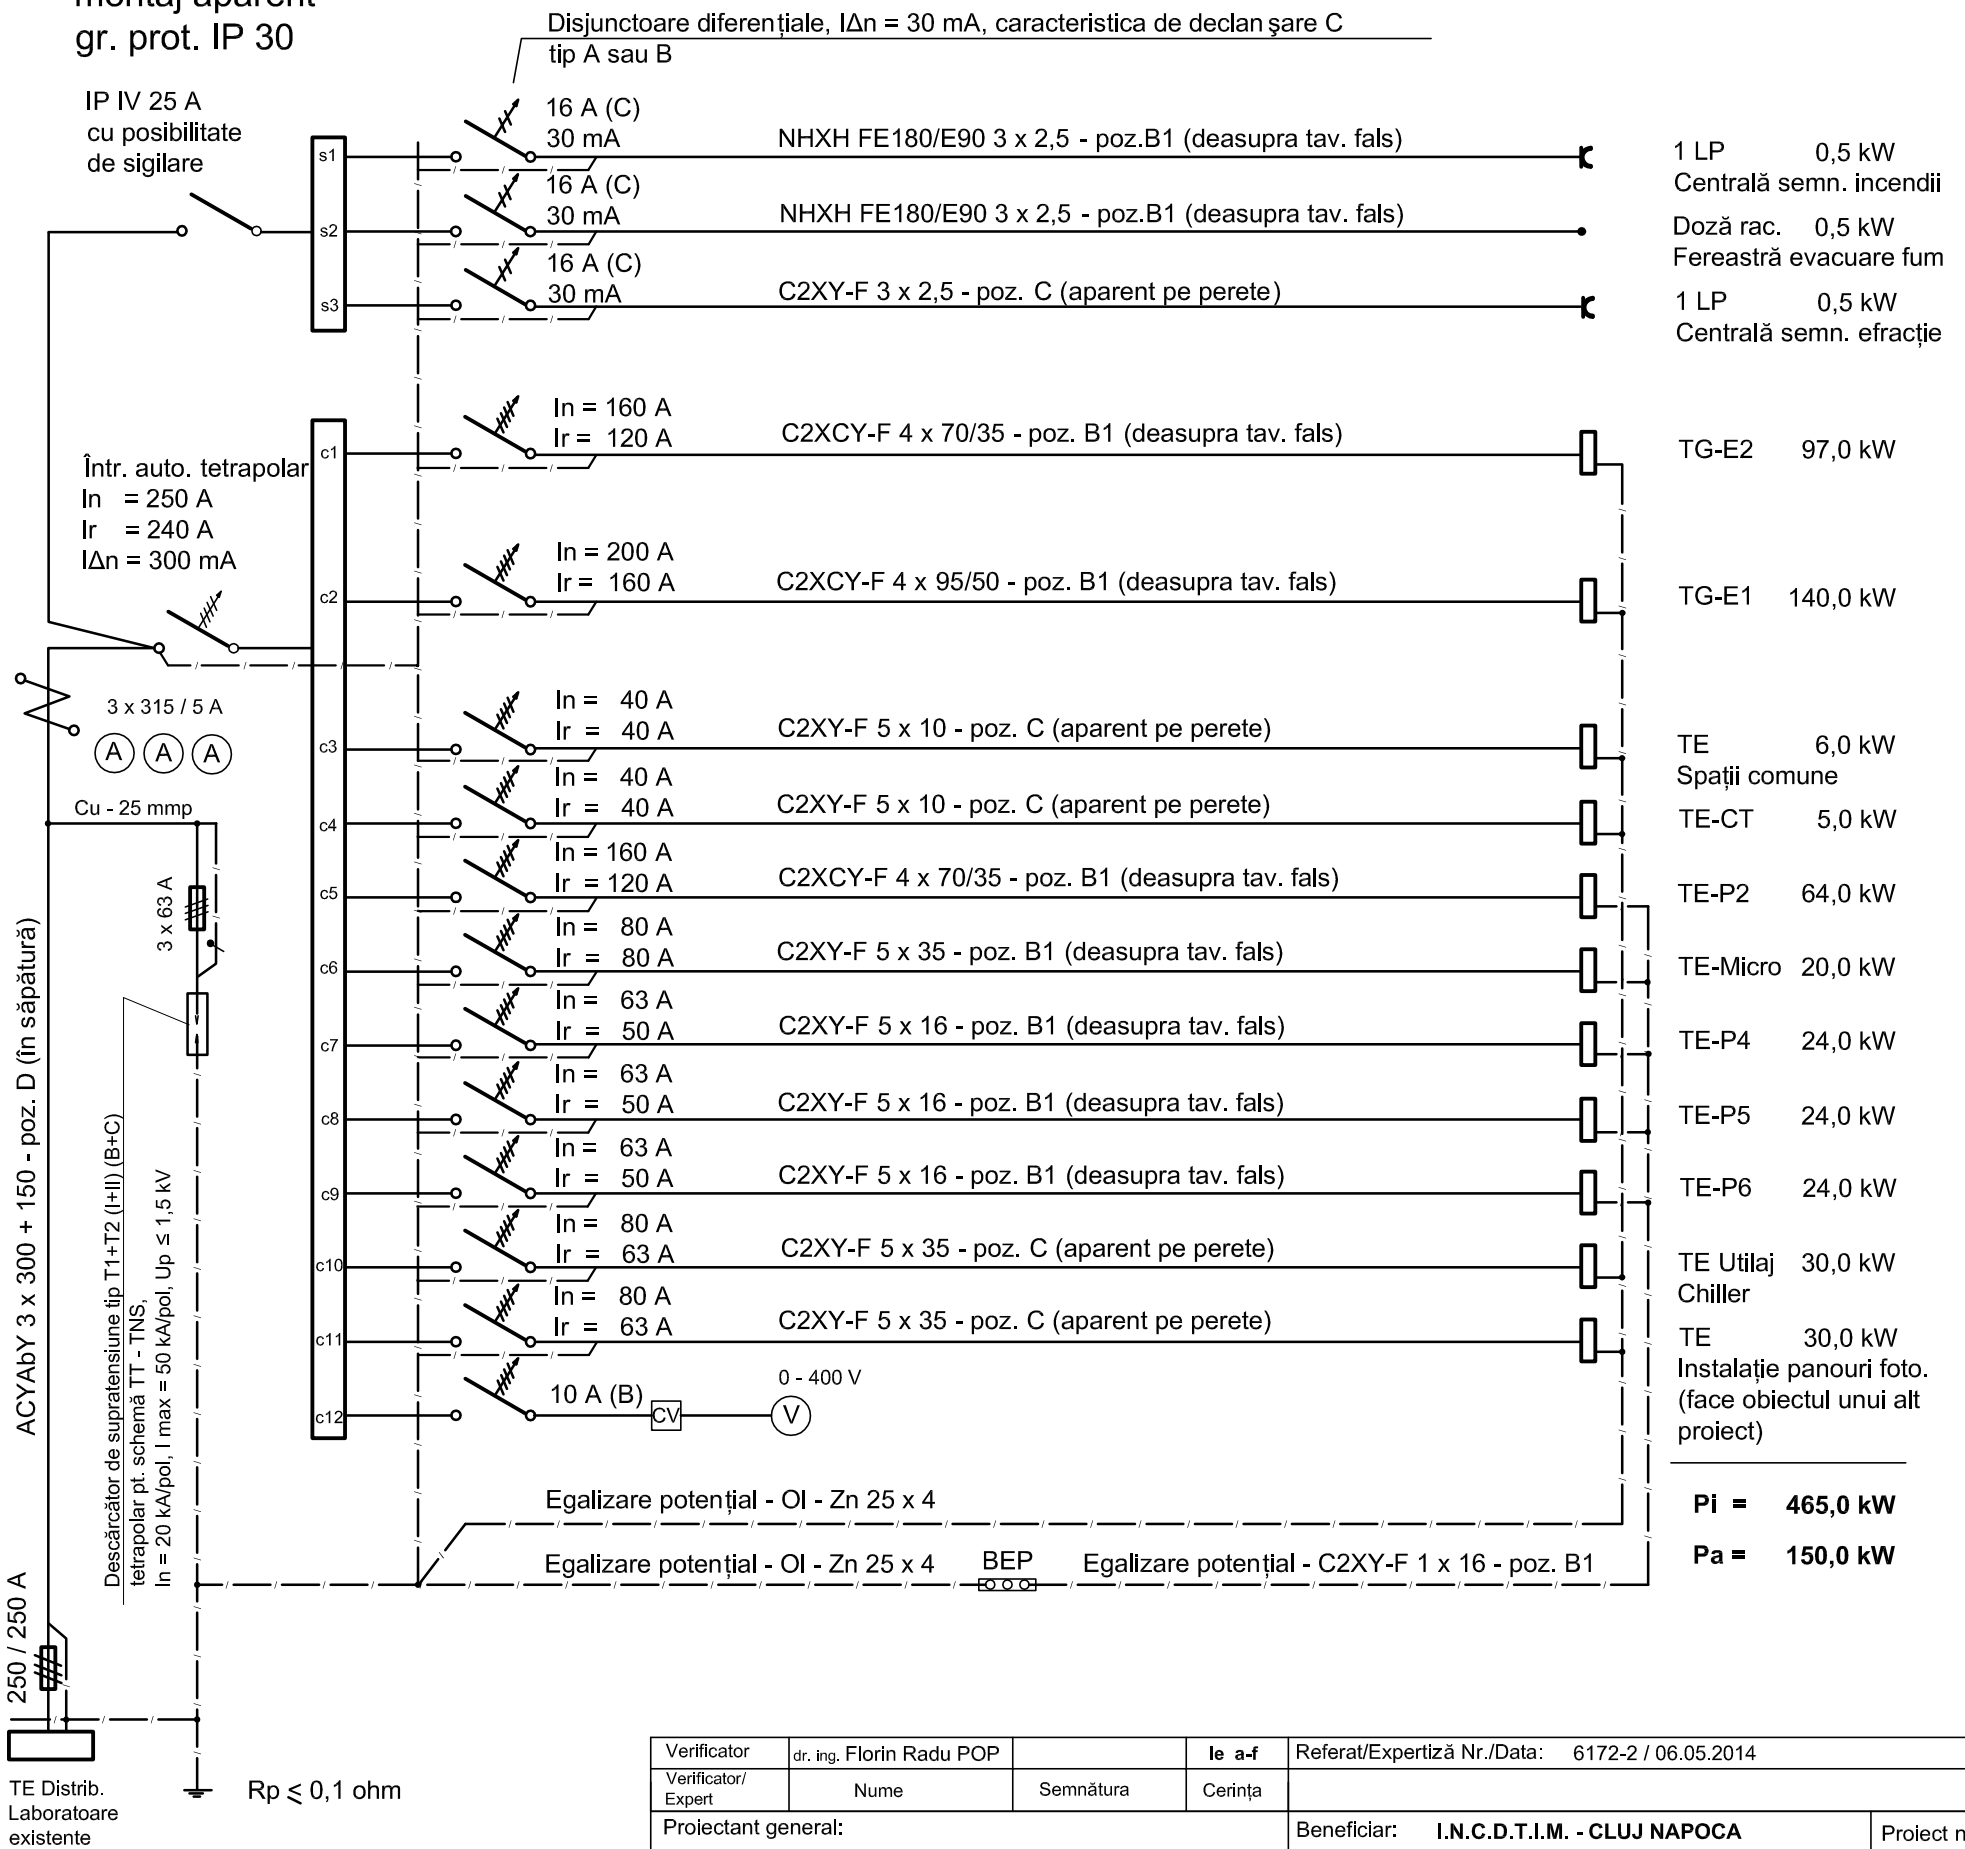 montaj aparent
gr. prot. IP 30
Disjunctoare diferențiale, IΔn = 30 mA, caracteristica de declanșare C
tip A sau B
IP IV 25 A
cu posibilitate
de sigilare
s1
16 A (C)
30 mA
NHXH FE180/E90 3 x 2,5 - poz.B1 (deasupra tav. fals)
1 LP 0,5 kW
Centrală semn. incendii
s2
16 A (C)
30 mA
NHXH FE180/E90 3 x 2,5 - poz.B1 (deasupra tav. fals)
Doză rac. 0,5 kW
Fereastră evacuare fum
s3
16 A (C)
30 mA
C2XY-F 3 x 2,5 - poz. C (aparent pe perete)
1 LP 0,5 kW
Centrală semn. efracție
Într. auto. tetrapolar
In = 250 A
Ir = 240 A
IΔn = 300 mA
c1
In = 160 A
Ir = 120 A
C2XCY-F 4 x 70/35 - poz. B1 (deasupra tav. fals)
TG-E2 97,0 kW
c2
In = 200 A
Ir = 160 A
C2XCY-F 4 x 95/50 - poz. B1 (deasupra tav. fals)
TG-E1 140,0 kW
3 x 315 / 5 A
A A A
c3
In = 40 A
Ir = 40 A
C2XY-F 5 x 10 - poz. C (aparent pe perete)
TE 6,0 kW
Spații comune
Cu - 25 mmp
c4
In = 40 A
Ir = 40 A
C2XY-F 5 x 10 - poz. C (aparent pe perete)
TE-CT 5,0 kW
3 x 63 A
c5
In = 160 A
Ir = 120 A
C2XCY-F 4 x 70/35 - poz. B1 (deasupra tav. fals)
TE-P2 64,0 kW
c6
In = 80 A
Ir = 80 A
C2XY-F 5 x 35 - poz. B1 (deasupra tav. fals)
TE-Micro 20,0 kW
c7
In = 63 A
Ir = 50 A
C2XY-F 5 x 16 - poz. B1 (deasupra tav. fals)
TE-P4 24,0 kW
c8
In = 63 A
Ir = 50 A
C2XY-F 5 x 16 - poz. B1 (deasupra tav. fals)
TE-P5 24,0 kW
c9
In = 63 A
Ir = 50 A
C2XY-F 5 x 16 - poz. B1 (deasupra tav. fals)
TE-P6 24,0 kW
c10
In = 80 A
Ir = 63 A
C2XY-F 5 x 35 - poz. C (aparent pe perete)
TE Utilaj 30,0 kW
Chiller
c11
In = 80 A
Ir = 63 A
C2XY-F 5 x 35 - poz. C (aparent pe perete)
TE 30,0 kW
Instalație panouri foto.
(face obiectul unui alt
proiect)
c12
10 A (B)
CV
0 - 400 V
V
ACYAbY 3 x 300 + 150 - poz. D (în săpătură)
Descărcător de supratensiune tip T1+T2 (I+II) (B+C)
tetrapolar pt. schemă TT - TNS,
In = 20 kA/pol, I max = 50 kA/pol, Up ≤ 1,5 kV
Egalizare potențial - Ol - Zn 25 x 4
Pi = 465,0 kW
Egalizare potențial - Ol - Zn 25 x 4
BEP
Egalizare potențial - C2XY-F 1 x 16 - poz. B1
Pa = 150,0 kW
250 / 250 A
TE Distrib.
Laboratoare
existente
Rp ≤ 0,1 ohm
Verificator dr. ing. Florin Radu POP Ie a-f Referat/Expertiză Nr./Data: 6172-2 / 06.05.2014
Verificator/
Expert Nume Semnătura Cerința
Proiectant general: Beneficiar: I.N.C.D.T.I.M. - CLUJ NAPOCA Proiect n